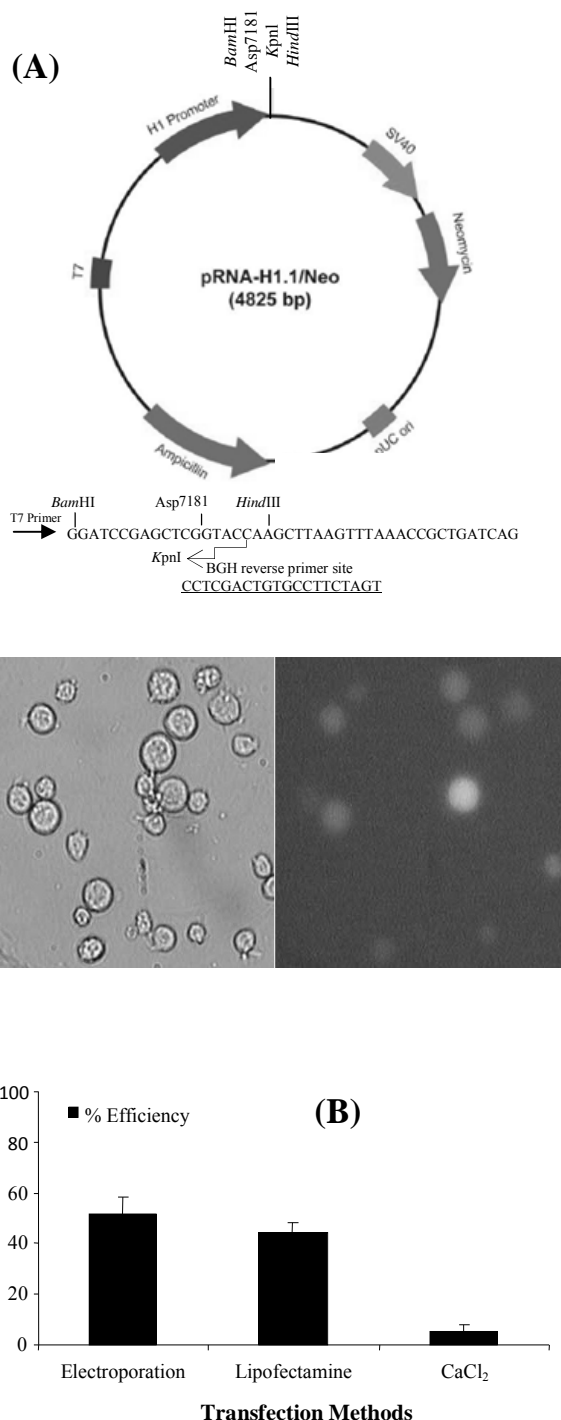 (A)
BamHI
Asp7181
KpnI
HindIII
H1 Promoter
SV40
Neomycin
T7
pRNA-H1.1/Neo
(4825 bp)
pUC ori
Ampicillin
BamHI Asp7181 HindIII
T7 Primer
GGATCCGAGCTCGGTACCAAGCTTAAGTTTAAACCGCTGATCAG
KpnI
BGH reverse primer site
CCTCGACTGTGCCTTCTAGT
(B)
% Efficiency
100
80
60
40
20
0
Electroporation Lipofectamine CaCl₂
Transfection Methods